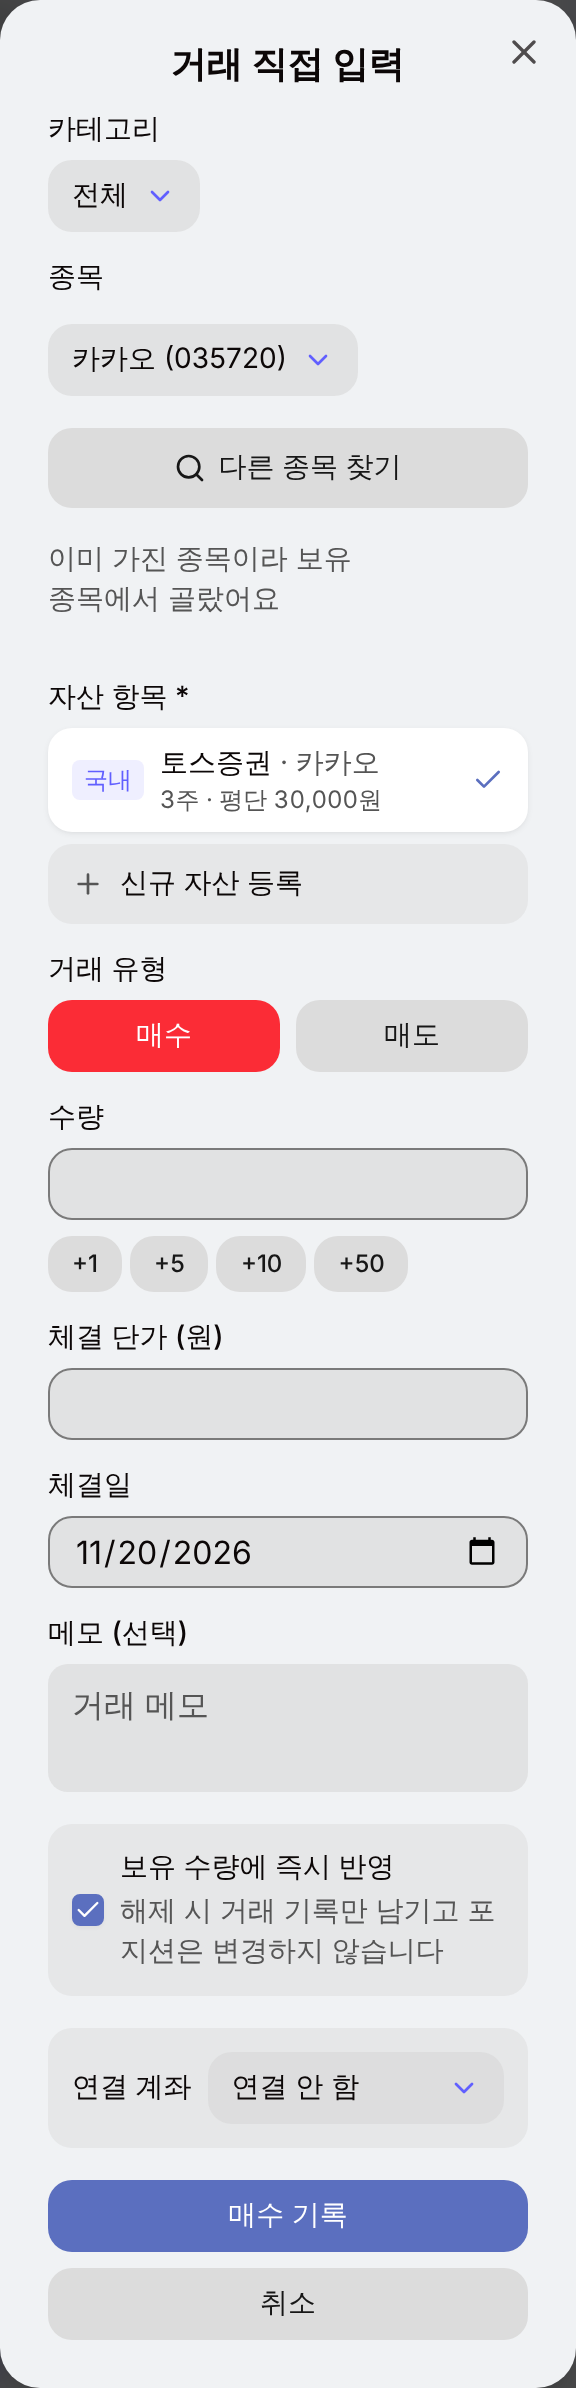 거래 직접 입력
카테고리
전체
종목
카카오 (035720)
다른 종목 찾기
이미 가진 종목이라 보유
종목에서 골랐어요
자산 항목 *
국내
토스증권 · 카카오
3주 · 평단 30,000원
신규 자산 등록
거래 유형
매수 매도
수량
+1 +5 +10 +50
체결 단가 (원)
체결일
11/20/2026
메모 (선택)
거래 메모
보유 수량에 즉시 반영
해제 시 거래 기록만 남기고 포
지션은 변경하지 않습니다
연결 계좌 연결 안 함
매수 기록
취소